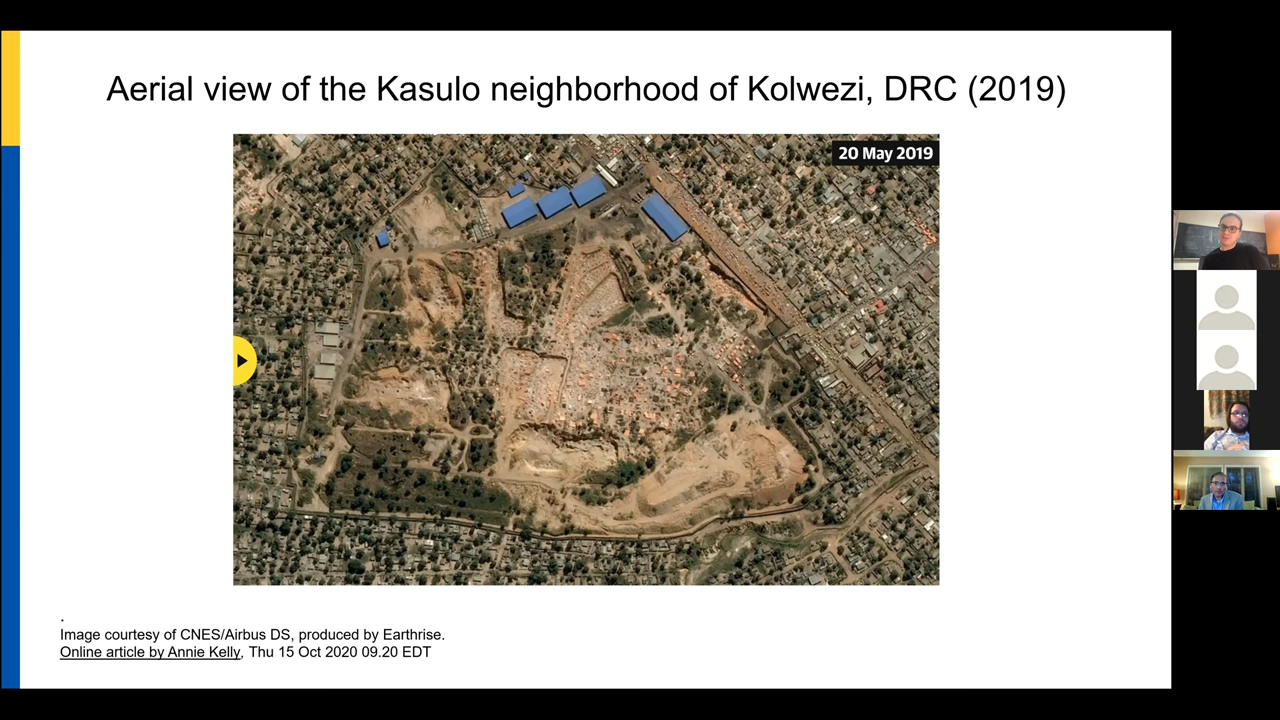 Aerial view of the Kasulo neighborhood of Kolwezi, DRC (2019)
20 May 2019
.
Image courtesy of CNES/Airbus DS, produced by Earthrise.
Online article by Annie Kelly, Thu 15 Oct 2020 09.20 EDT